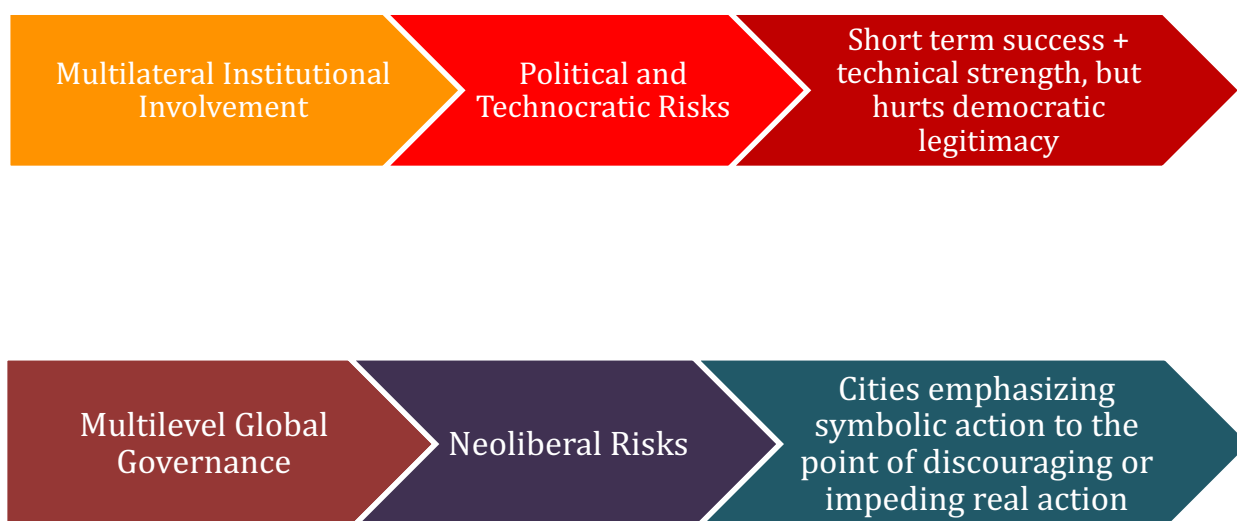 Multilateral Institutional
Involvement
Political and
Technocratic Risks
Short term success +
technical strength, but
hurts democratic
legitimacy
Multilevel Global
Governance
Neoliberal Risks
Cities emphasizing
symbolic action to the
point of discouraging or
impeding real action